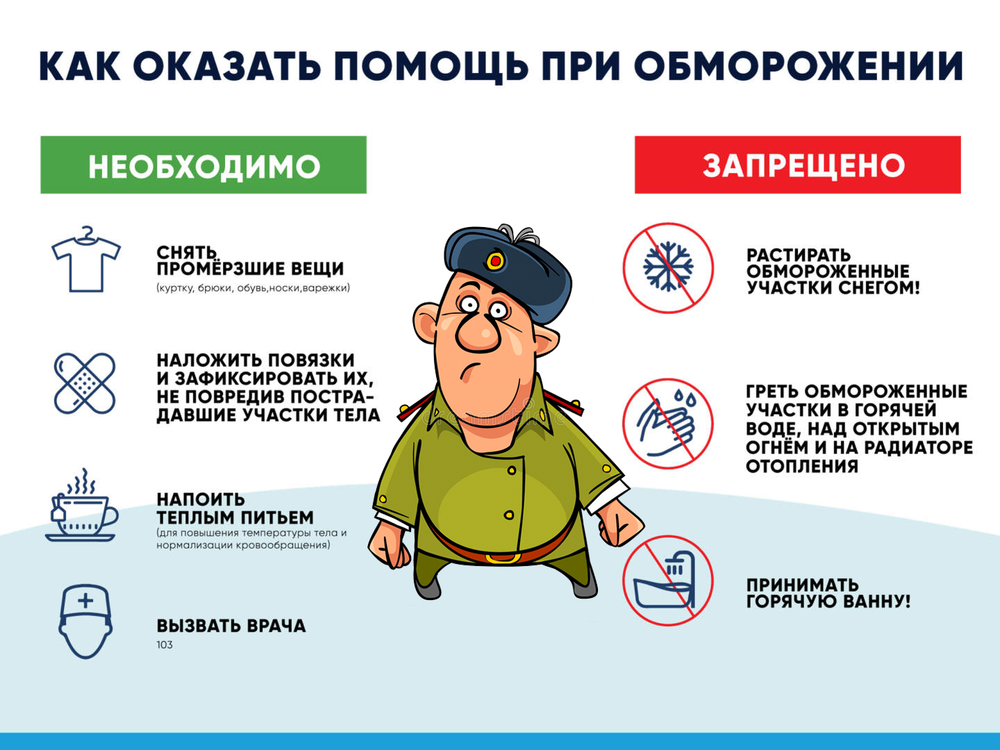 КАК ОКАЗАТЬ ПОМОЩЬ ПРИ ОБМОРОЖЕНИИ
НЕОБХОДИМО
СНЯТЬ
ПРОМЁРЗШИЕ ВЕЩИ
(куртку, брюки, обувь,носки,варежки)
НАЛОЖИТЬ ПОВЯЗКИ
И ЗАФИКСИРОВАТЬ ИХ,
НЕ ПОВРЕДИВ ПОСТРА-
ДАВШИЕ УЧАСТКИ ТЕЛА
НАПОИТЬ
ТЕПЛЫМ ПИТЬЕМ
(для повышения температуры тела и
нормализации кровообращения)
ВЫЗВАТЬ ВРАЧА
103
ЗАПРЕЩЕНО
РАСТИРАТЬ
ОБМОРОЖЕННЫЕ
УЧАСТКИ СНЕГОМ!
ГРЕТЬ ОБМОРОЖЕННЫЕ
УЧАСТКИ В ГОРЯЧЕЙ
ВОДЕ, НАД ОТКРЫТЫМ
ОГНЁМ И НА РАДИАТОРЕ
ОТОПЛЕНИЯ
ПРИНИМАТЬ
ГОРЯЧУЮ ВАННУ!
dreamstime